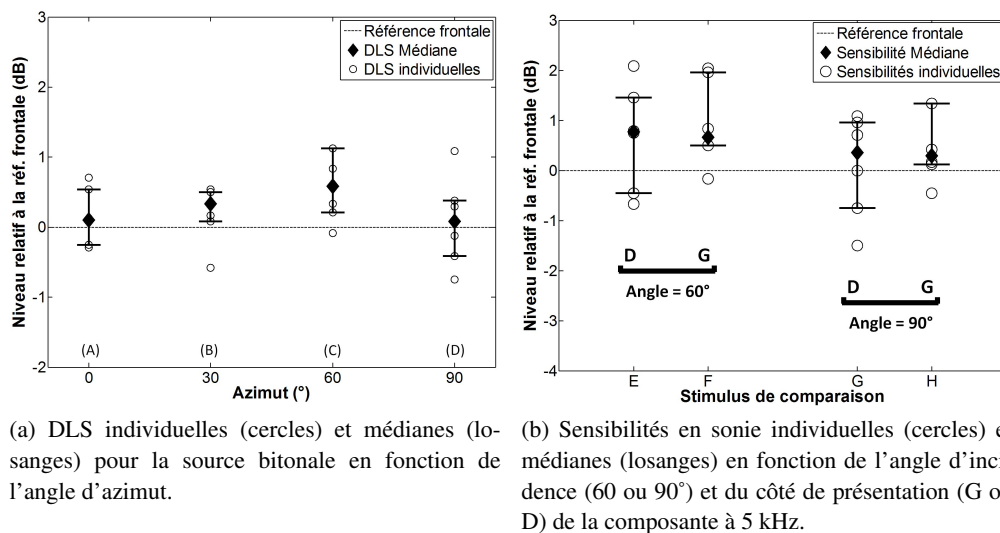 3
2
1
0
-1
-2
Niveau relatif à la réf. frontale (dB)
Référence frontale
DLS Médiane
DLS individuelles
(A)
(B)
(C)
(D)
0
30
60
90
Azimut (°)
(a) DLS individuelles (cercles) et médianes (lo-
sanges) pour la source bitonale en fonction de
l'angle d'azimut.
3
2
1
0
-1
-2
-3
-4
Niveau relatif à la réf. frontale (dB)
Référence frontale
Sensibilité Médiane
Sensibilités individuelles
D
G
Angle = 60°
D
G
Angle = 90°
E
F
G
H
Stimulus de comparaison
(b) Sensibilités en sonie individuelles (cercles) e
médianes (losanges) en fonction de l'angle d'inci
dence (60 ou 90°) et du côté de présentation (G o
D) de la composante à 5 kHz.